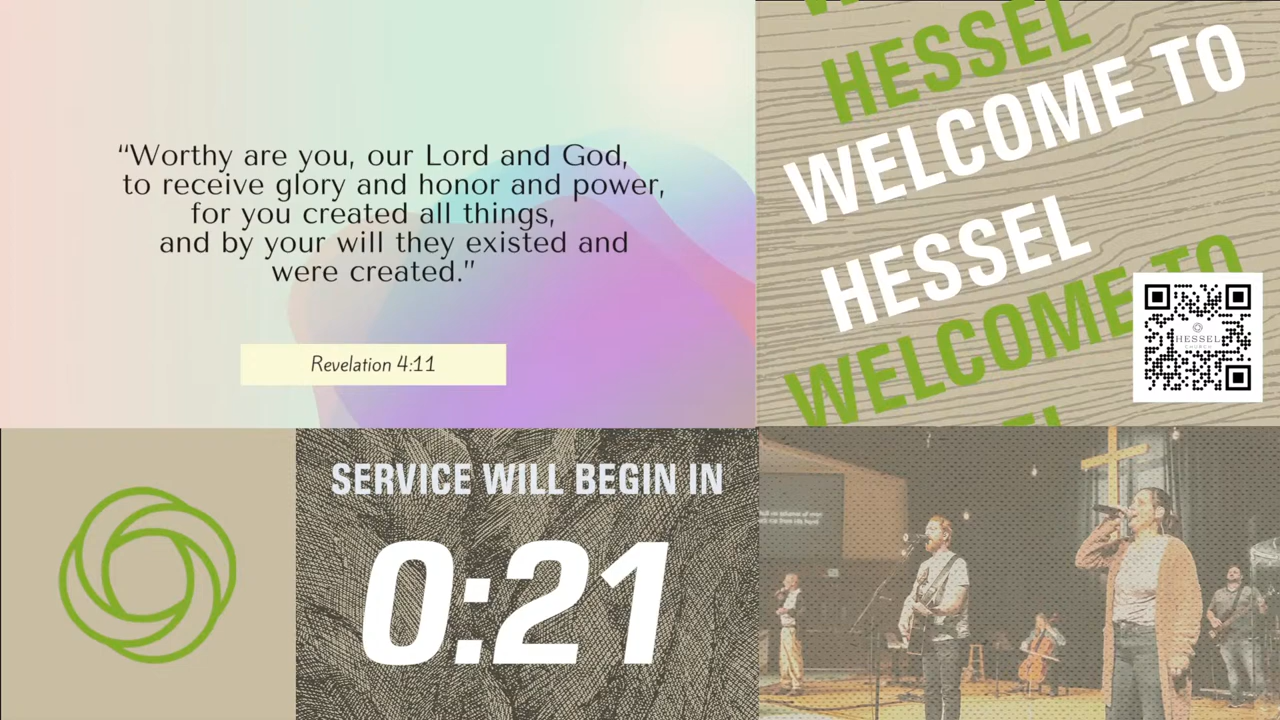 “Worthy are you, our Lord and God,
to receive glory and honor and power,
for you created all things,
and by your will they existed and
were created.”
Revelation 4:11
HESSEL
WELCOME TO
HESSEL
WELCOME TO
HESSEL
CHURCH
SERVICE WILL BEGIN IN
0:21